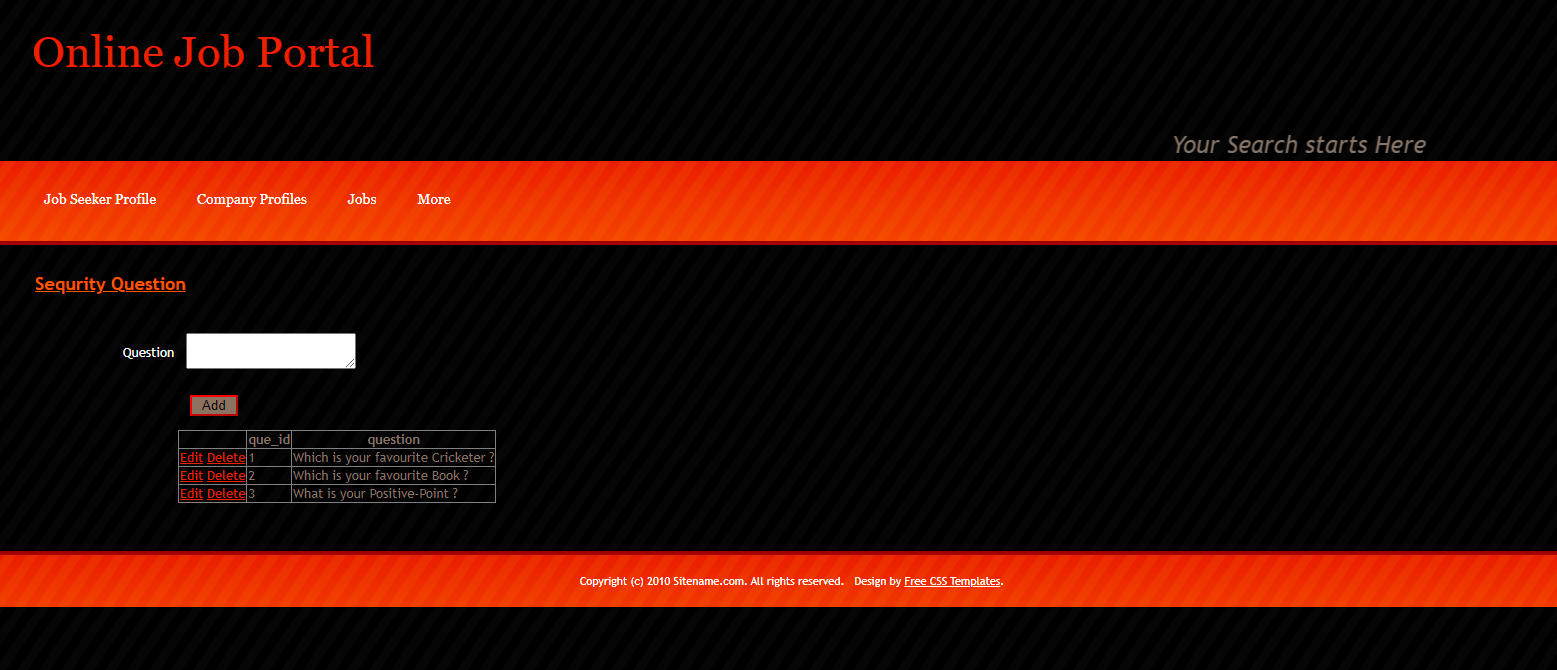 Online Job Portal
Your Search starts Here
Job Seeker Profile Company Profiles Jobs More
Sequrity Question
Question
Add
que_id question
Edit Delete 1 Which is your favourite Cricketer ?
Edit Delete 2 Which is your favourite Book ?
Edit Delete 3 What is your Positive-Point ?
Copyright (c) 2010 Sitename.com. All rights reserved. Design by Free CSS Templates.